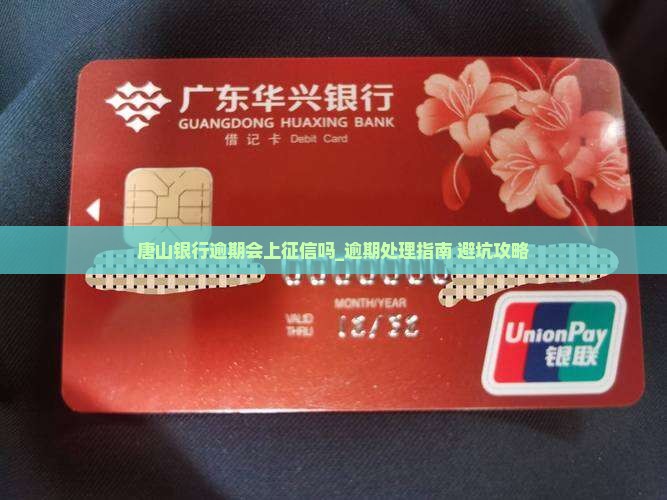 广东华兴银行
GUANGDONG HUAXING BANK
借记卡 Debit Card
唐山银行逾期会上征信吗_逾期处理指南 避坑攻略
MONTH/YEAR
VALID
THRU
UnionPay
银联